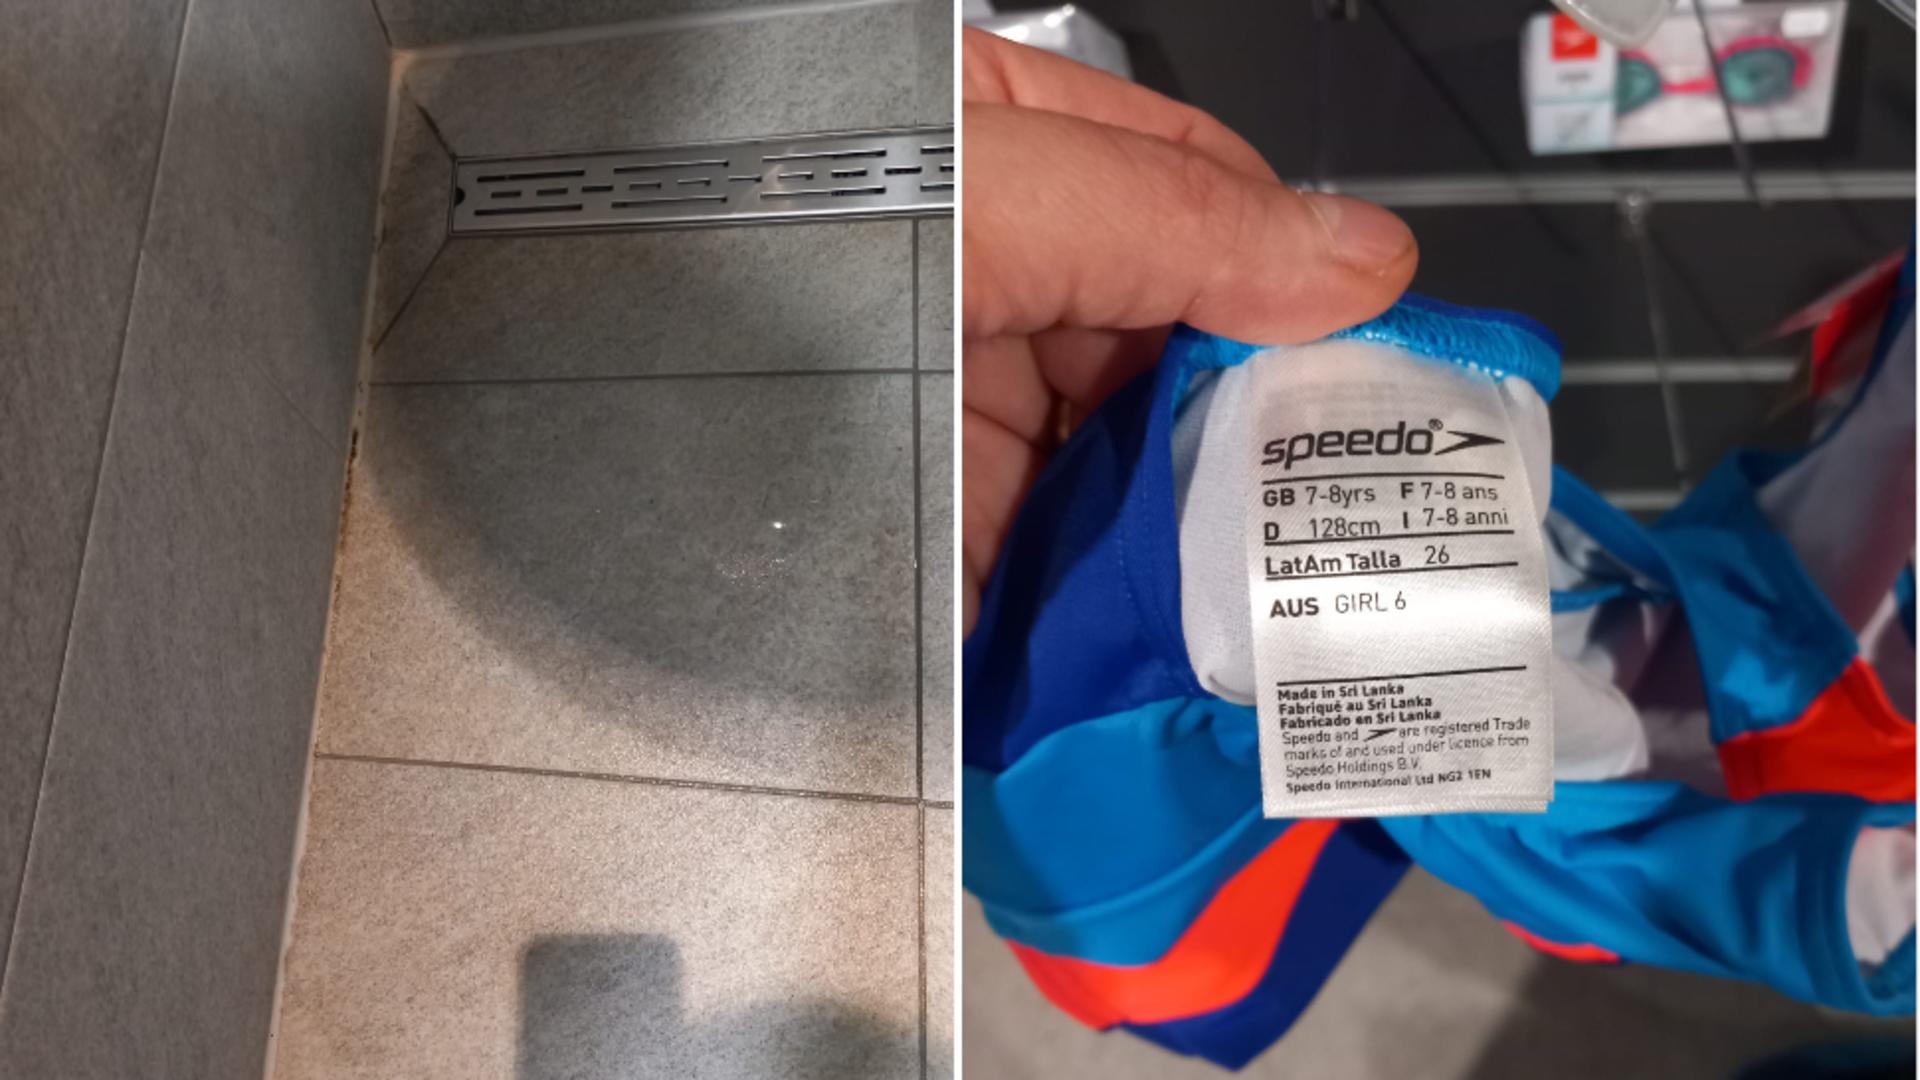 speedo®
GB 7-8yrs F 7-8 ans
D 128cm I 7-8 anni
LatAm Talla 26
AUS GIRL 6
Made in Sri Lanka
Fabriqué au Sri Lanka
Fabricado en Sri Lanka
Speedo and are registered Trade
marks of and used under licence from
Speedo Holdings B.V.
Speedo International Ltd NG2 1EN